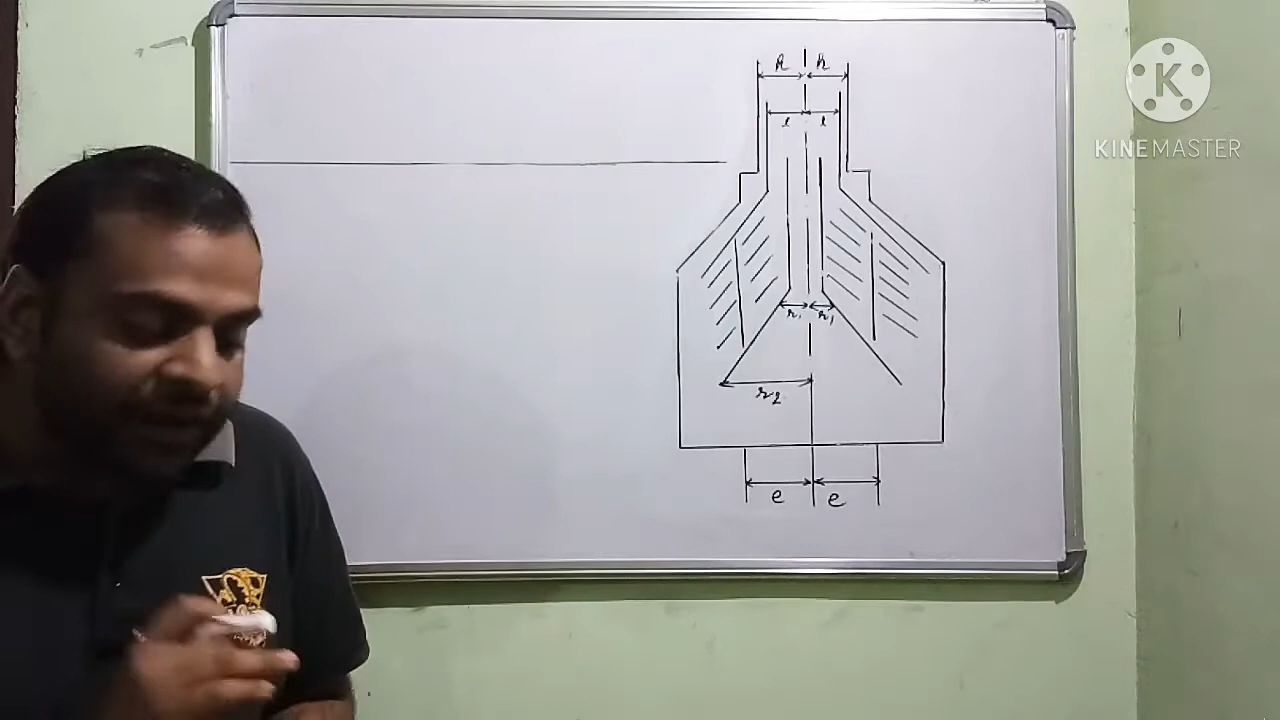 R h
l l
r₁ r₁
r₂
e e
K
KINEMASTER